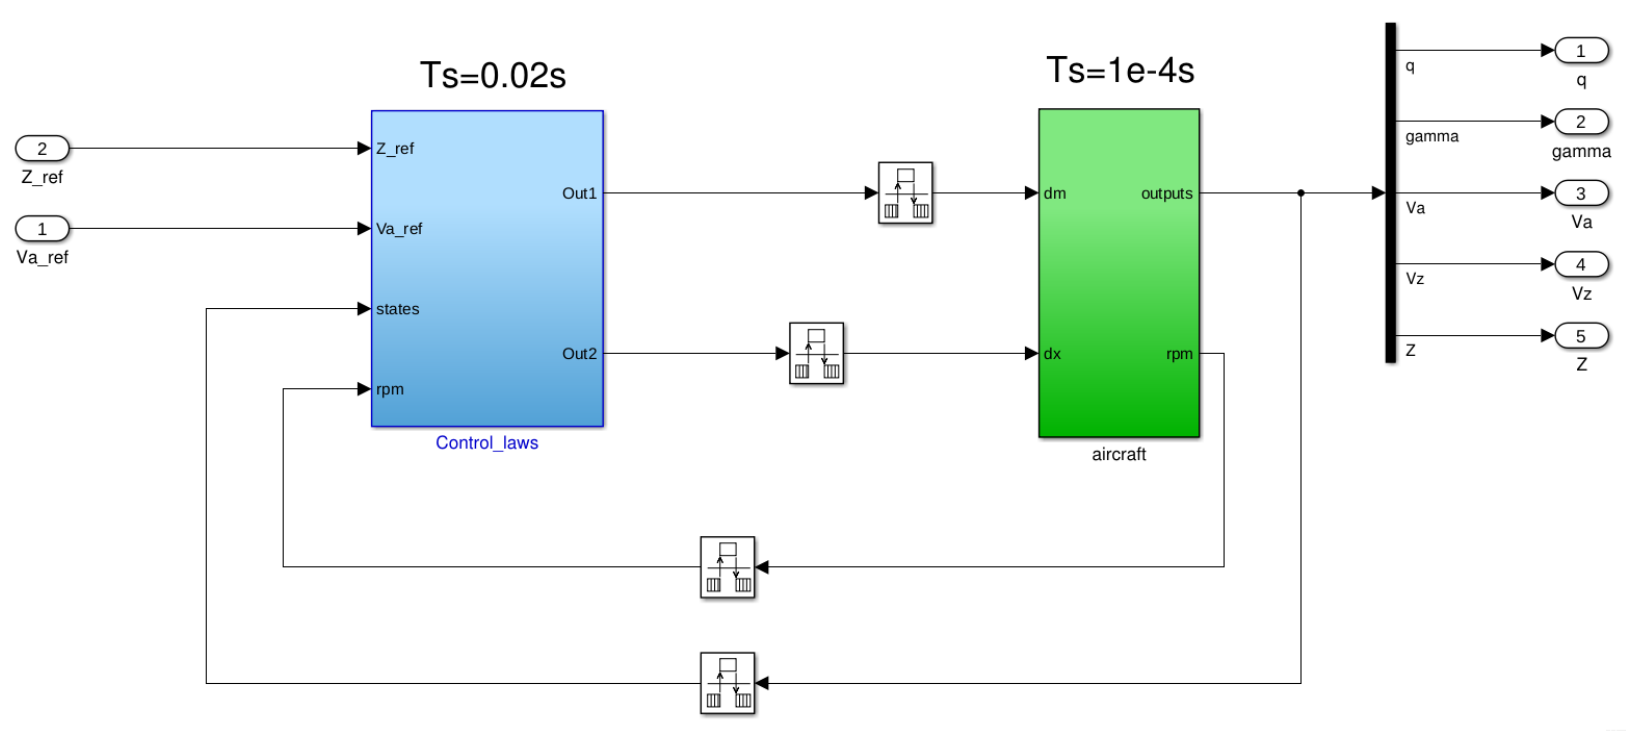 Ts=0.02s
Ts=1e-4s
2
Z_ref
1
Va_ref
Z_ref
Va_ref
states
rpm
Out1
Out2
Control_laws
dm
dx
outputs
rpm
aircraft
q
gamma
Va
Vz
Z
1
q
2
gamma
3
Va
4
Vz
5
Z